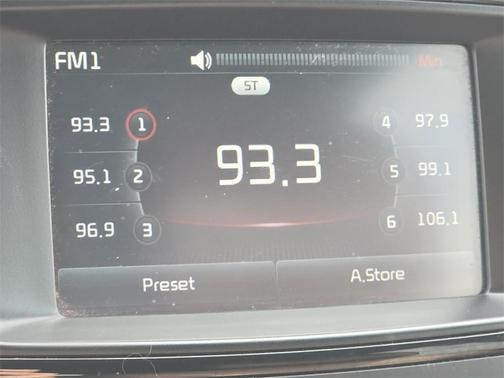 FM1 Min
ST
93.3 1 4 97.9
93.3
95.1 2 5 99.1
96.9 3 6 106.1
Preset A.Store